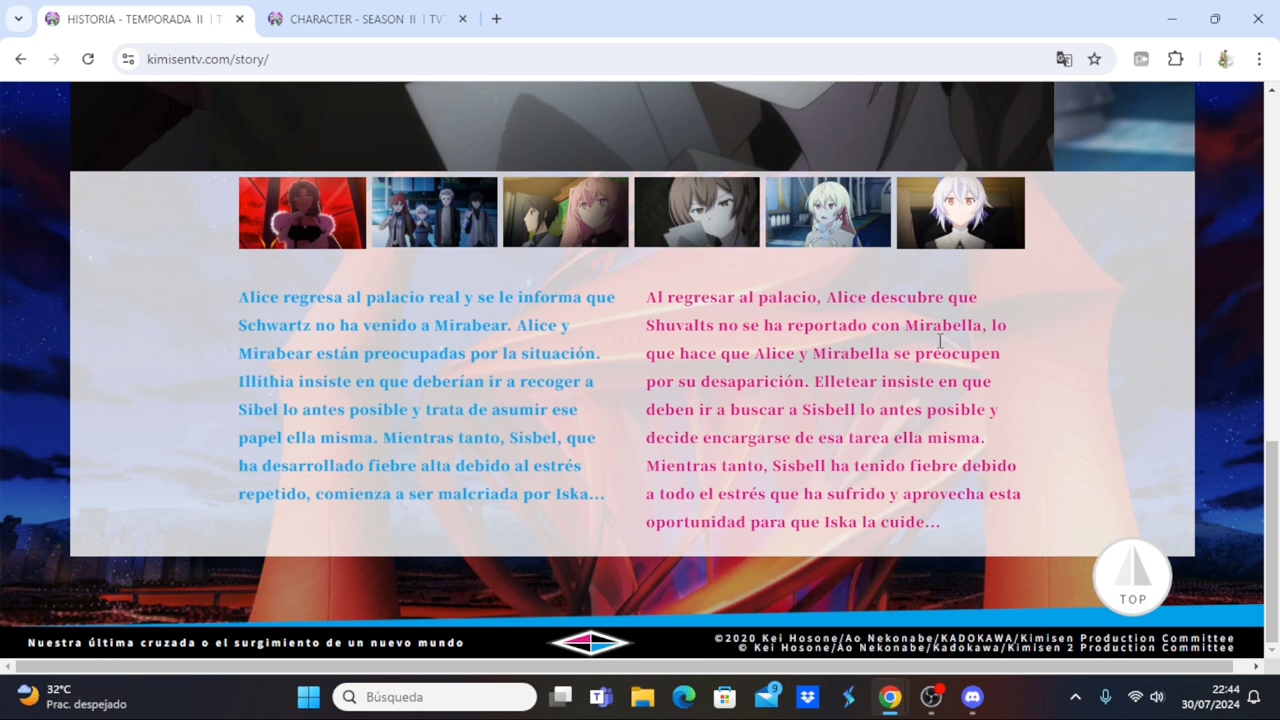 HISTORIA - TEMPORADA II | T
CHARACTER - SEASON II | TV
kimisentv.com/story/
Alice regresa al palacio real y se le informa que
Schwartz no ha venido a Mirabear. Alice y
Mirabear están preocupadas por la situación.
Illithia insiste en que deberían ir a recoger a
Sibel lo antes posible y trata de asumir ese
papel ella misma. Mientras tanto, Sisbel, que
ha desarrollado fiebre alta debido al estrés
repetido, comienza a ser malcriada por Iska...
Al regresar al palacio, Alice descubre que
Shuvalts no se ha reportado con Mirabella, lo
que hace que Alice y Mirabella se preocupen
por su desaparición. Elletear insiste en que
deben ir a buscar a Sisbell lo antes posible y
decide encargarse de esa tarea ella misma.
Mientras tanto, Sisbell ha tenido fiebre debido
a todo el estrés que ha sufrido y aprovecha esta
oportunidad para que Iska la cuide...
TOP
Nuestra última cruzada o el surgimiento de un nuevo mundo
©2020 Kei Hosone/Ao Nekonabe/KADOKAWA/Kimisen Production Committee
© Kei Hosone/Ao Nekonabe/Kadokawa/Kimisen 2 Production Committee
32°C
Prac. despejado
Búsqueda
9
22:44
30/07/2024